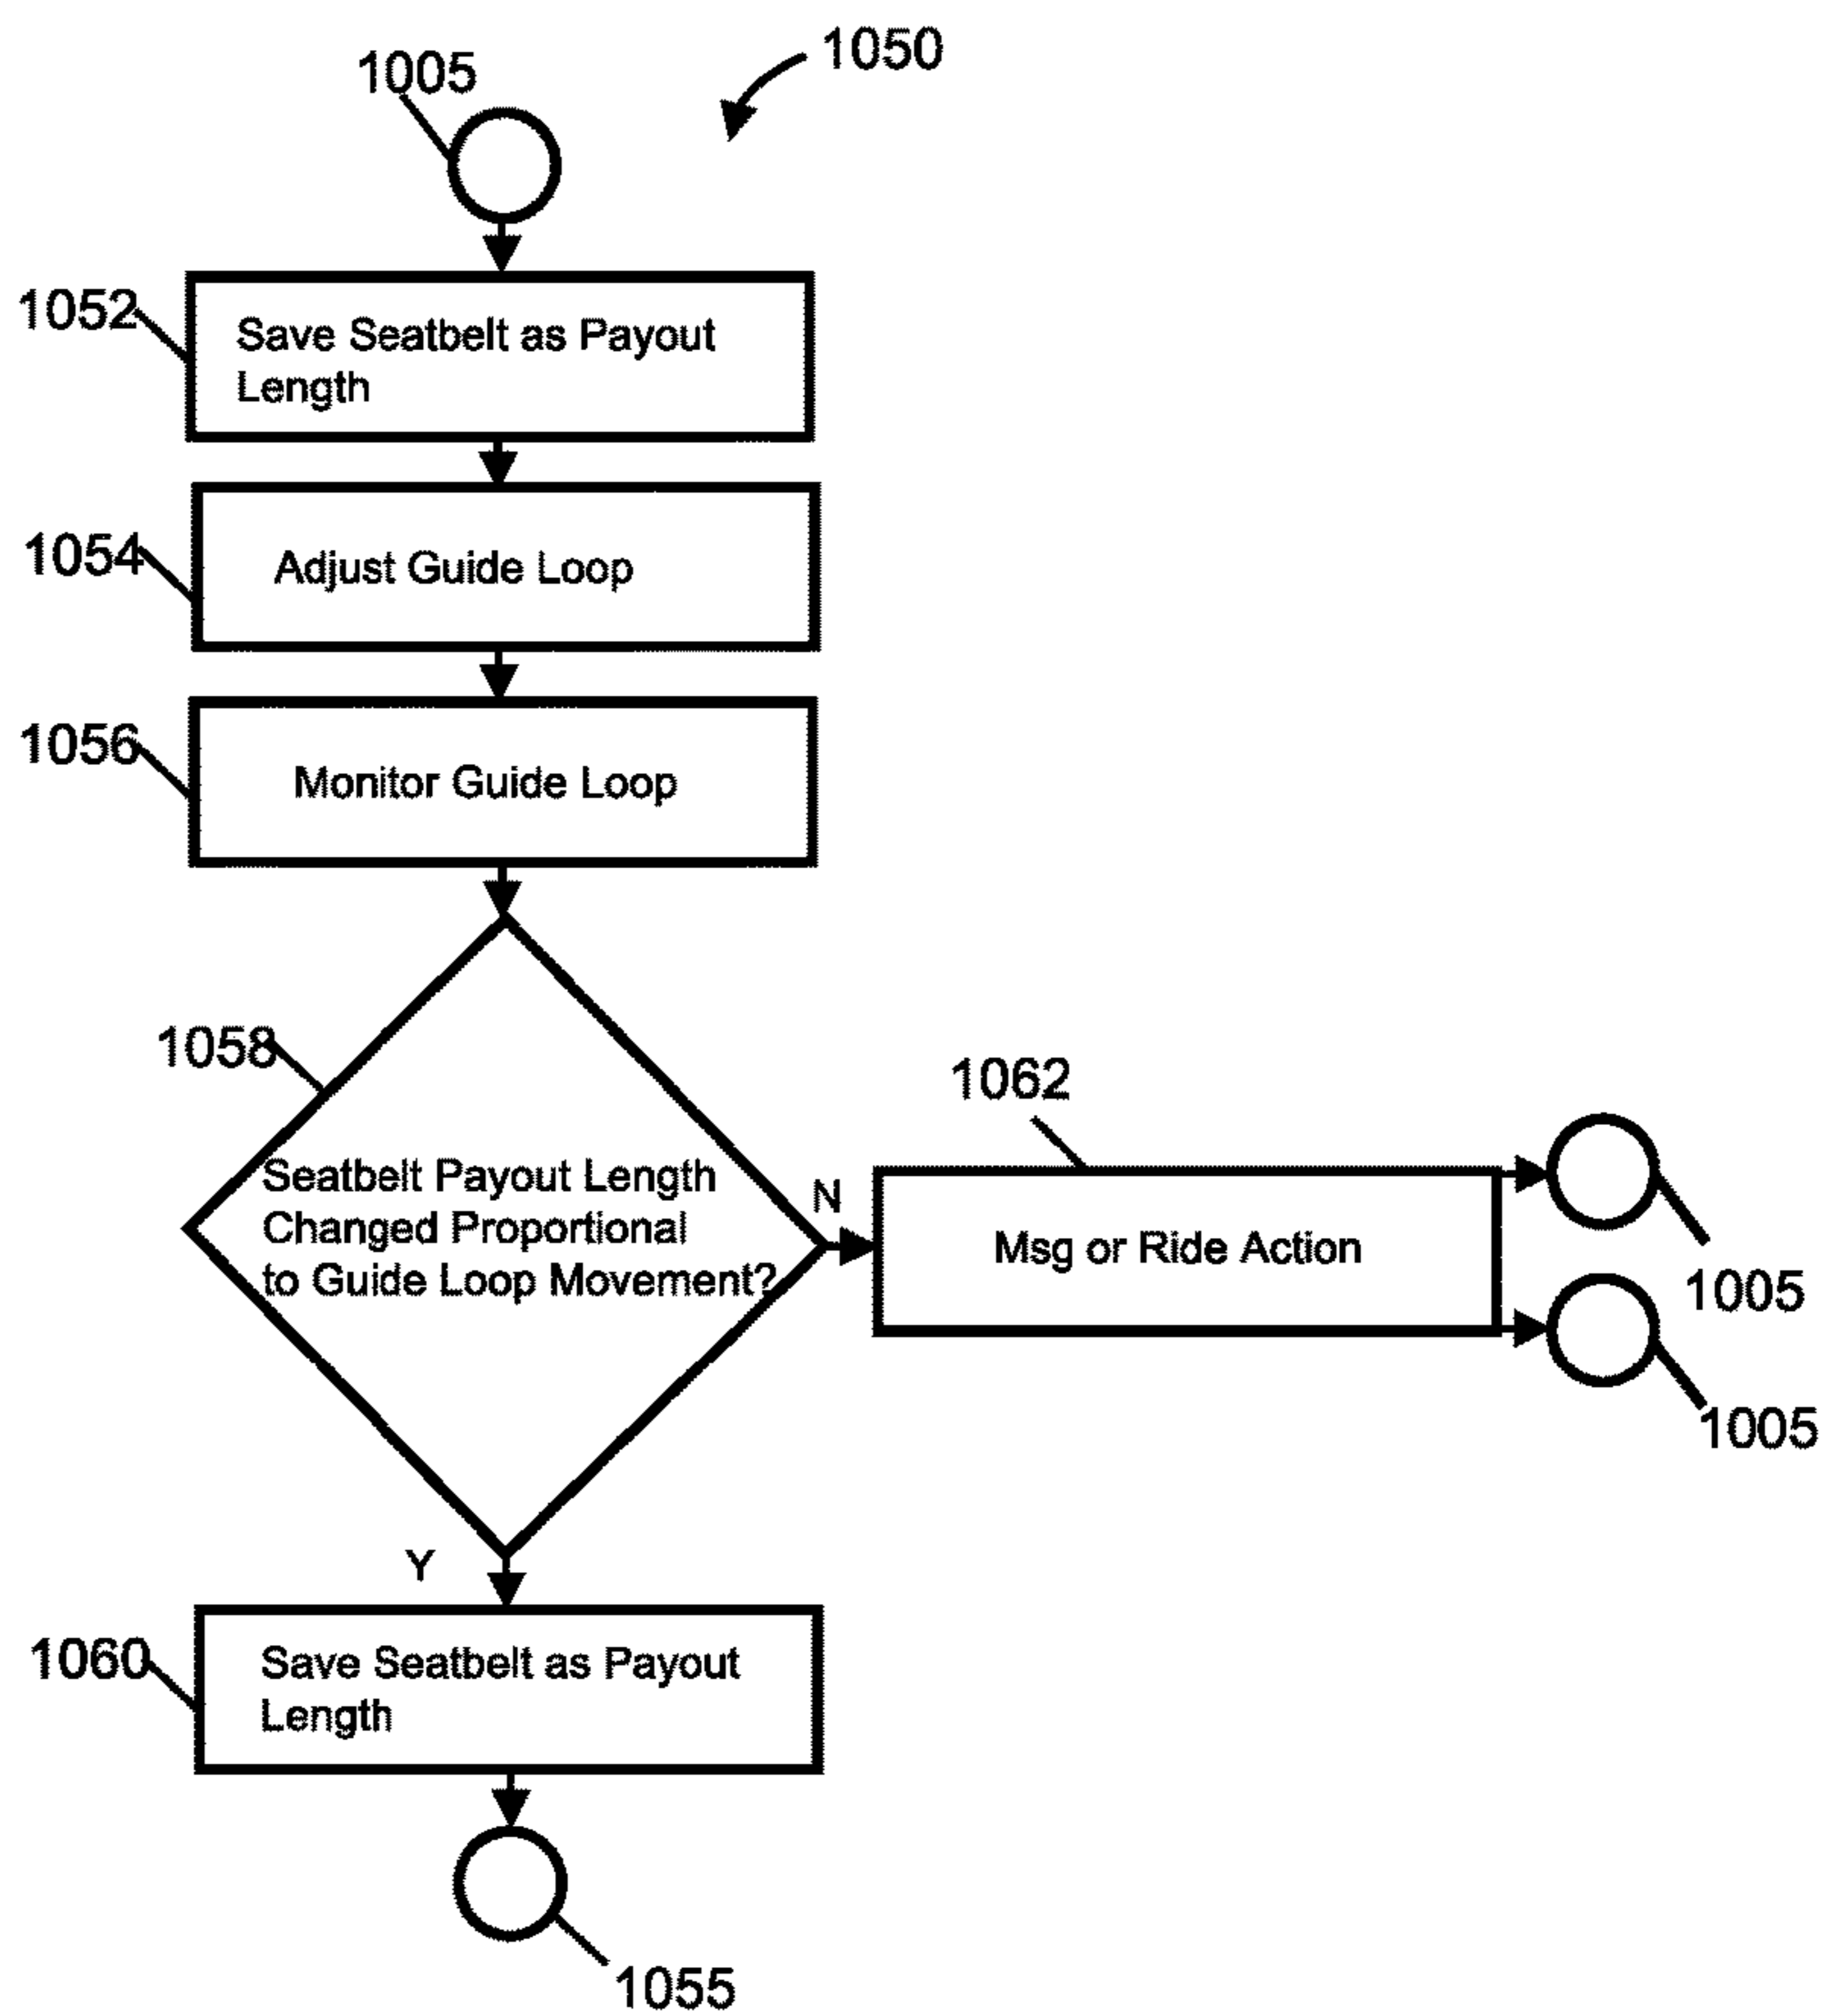 1005
1050
1052
Save Seatbelt as Payout
Length
1054
Adjust Guide Loop
1056
Monitor Guide Loop
1058
Seatbelt Payout Length
Changed Proportional
to Guide Loop Movement?
N
1062
Msg or Ride Action
1005
1005
Y
1060
Save Seatbelt as Payout
Length
1055